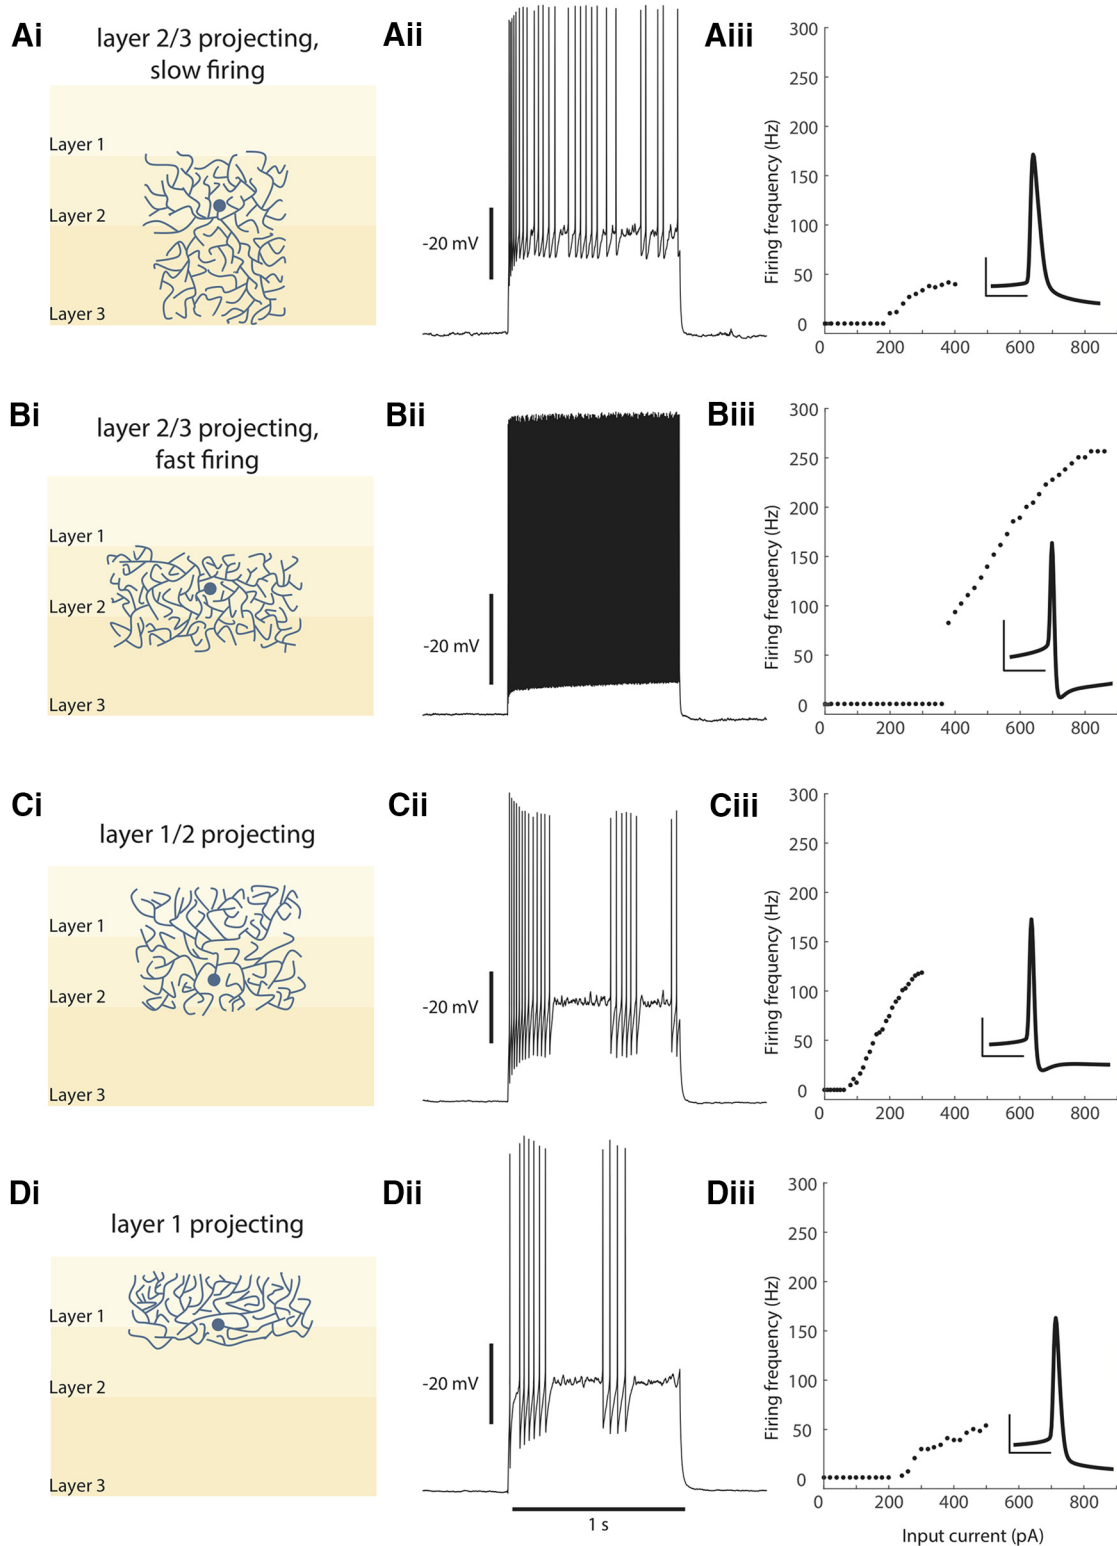 Ai
layer 2/3 projecting,
slow firing
Layer 1
Layer 2
Layer 3
Aii
-20 mV
Aiii
Firing frequency (Hz)
300
250
200
150
100
50
0
0 200 400 600 800
Bi
layer 2/3 projecting,
fast firing
Layer 1
Layer 2
Layer 3
Bii
-20 mV
Biii
Firing frequency (Hz)
300
250
200
150
100
50
0
0 200 400 600 800
Ci
layer 1/2 projecting
Layer 1
Layer 2
Layer 3
Cii
-20 mV
Ciii
Firing frequency (Hz)
300
250
200
150
100
50
0
0 200 400 600 800
Di
layer 1 projecting
Layer 1
Layer 2
Layer 3
Dii
-20 mV
1 s
Diii
Firing frequency (Hz)
300
250
200
150
100
50
0
0 200 400 600 800
Input current (pA)